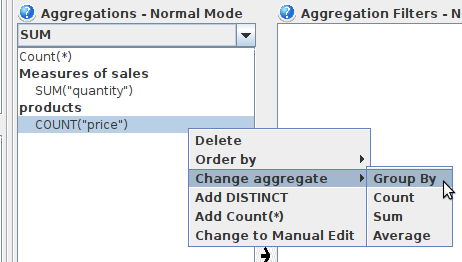 Aggregations - Normal Mode
Aggregation Filters - N
SUM
Count(*)
Measures of sales
SUM("quantity")
products
COUNT("price")
Delete
Order by
Change aggregate
Add DISTINCT
Add Count(*)
Change to Manual Edit
Group By
Count
Sum
Average